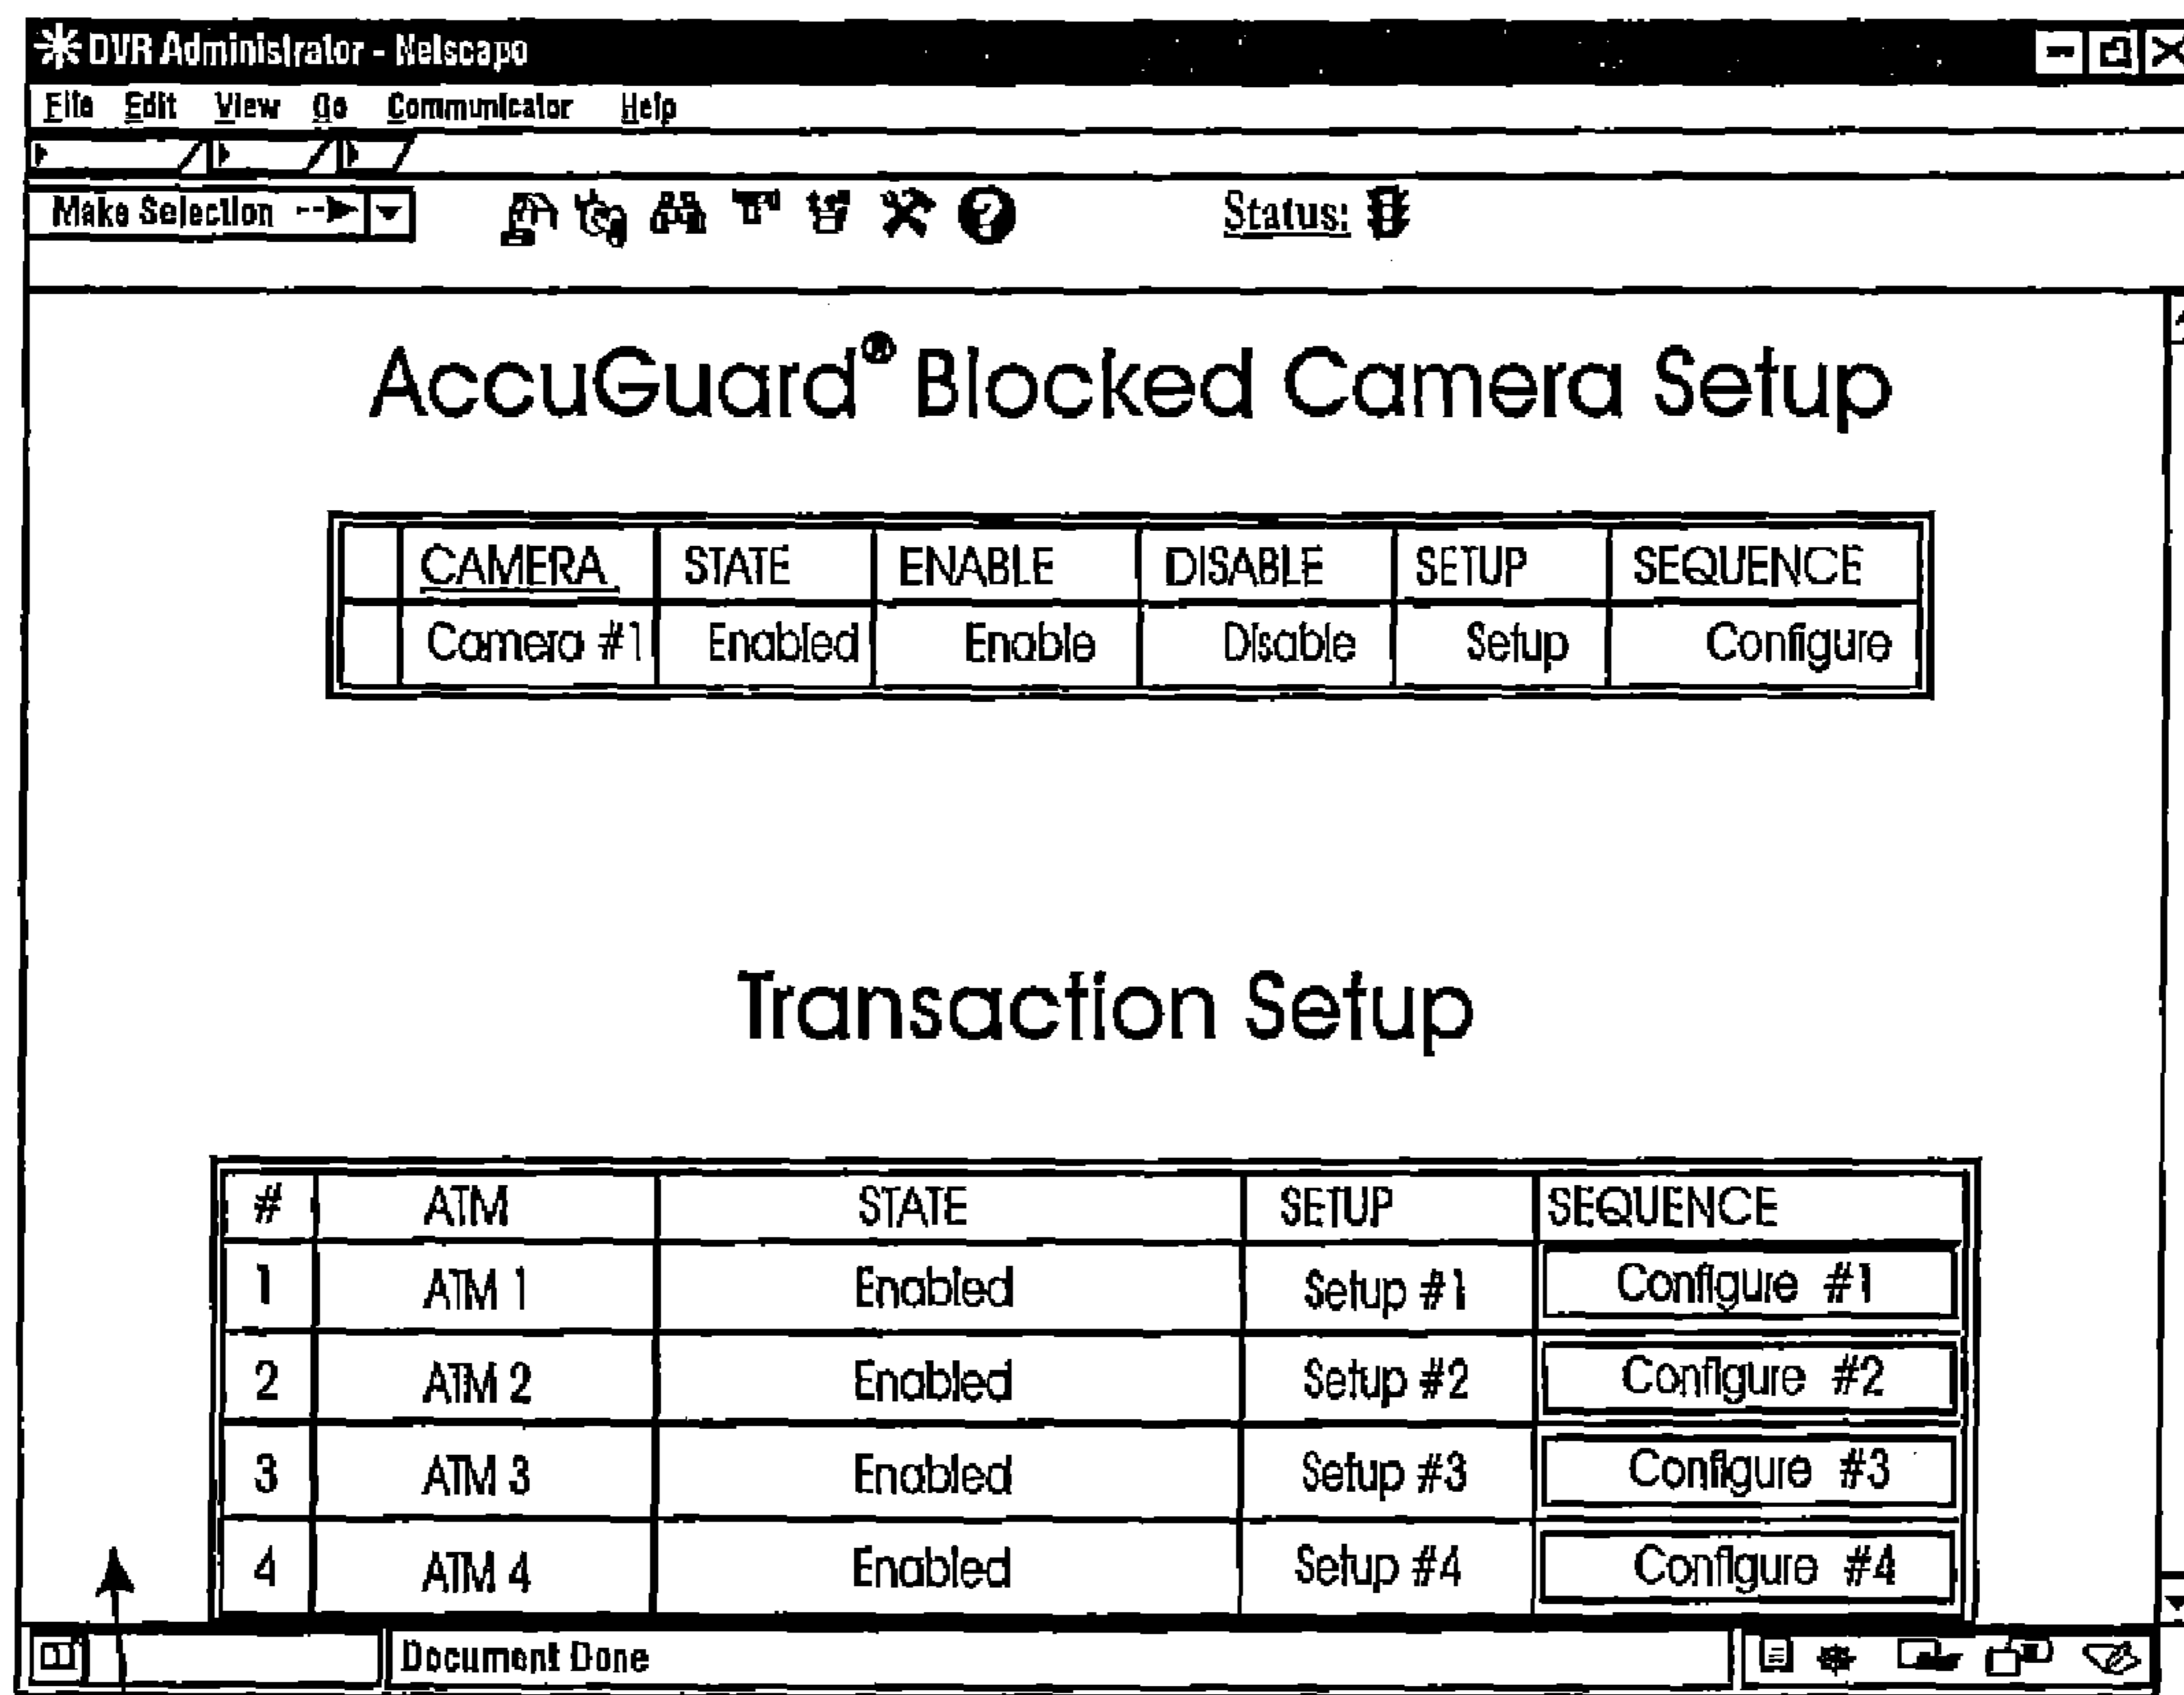 DVR Administrator - Netscape
File Edit View Go Communicator Help
Make Selection -->
Status:
AccuGuard® Blocked Camera Setup
CAMERA STATE ENABLE DISABLE SETUP SEQUENCE
Camera #1 Enabled Enable Disable Setup Configure
Transaction Setup
# ATM STATE SETUP SEQUENCE
1 ATM 1 Enabled Setup #1 Configure #1
2 ATM 2 Enabled Setup #2 Configure #2
3 ATM 3 Enabled Setup #3 Configure #3
4 ATM 4 Enabled Setup #4 Configure #4
Document Done